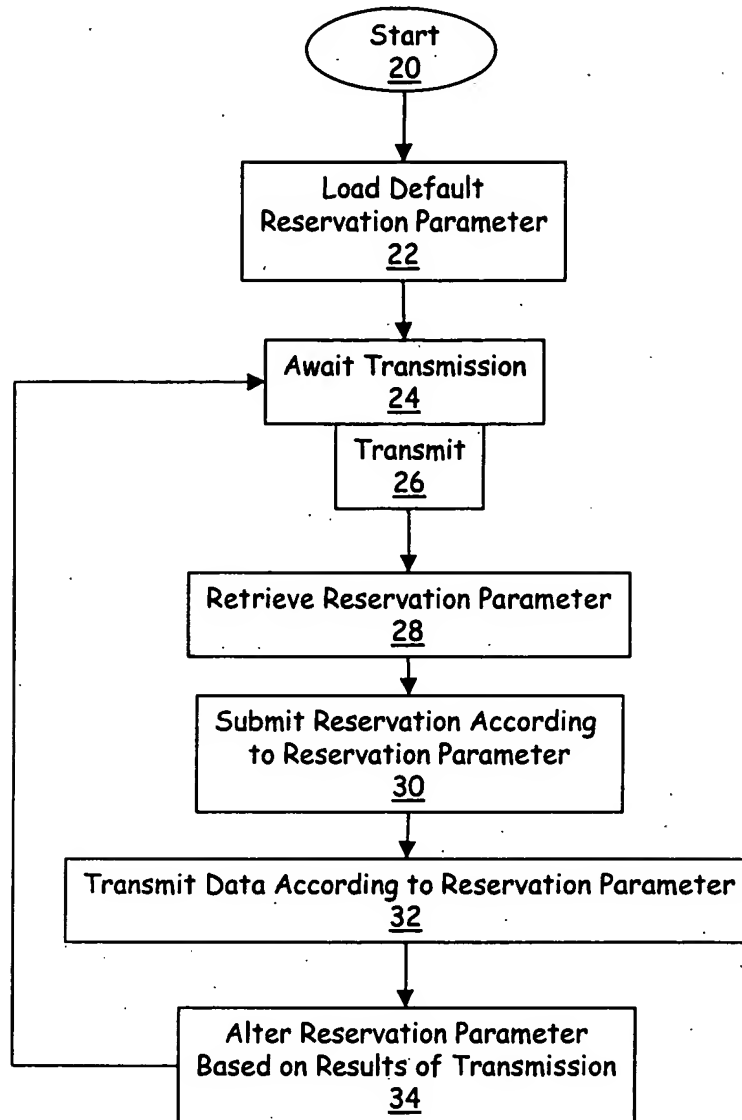 Start
20
Load Default
Reservation Parameter
22
Await Transmission
24
Transmit
26
Retrieve Reservation Parameter
28
Submit Reservation According
to Reservation Parameter
30
Transmit Data According to Reservation Parameter
32
Alter Reservation Parameter
Based on Results of Transmission
34